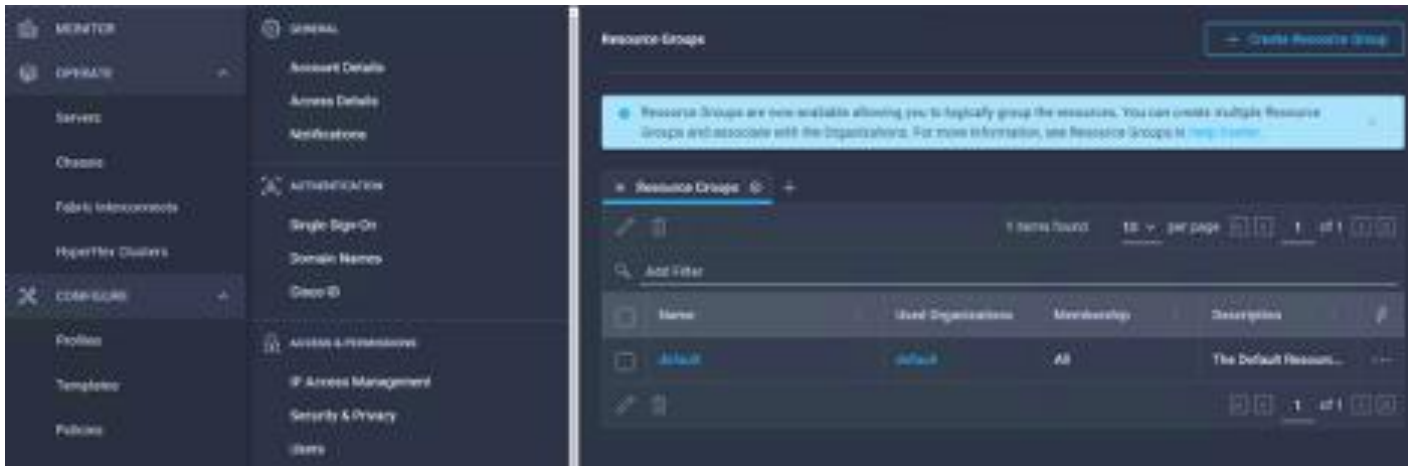 MONITOR
OPERATE
Servers
Chassis
Fabric Interconnects
HyperFlex Clusters
CONFIGURE
Profiles
Templates
Policies
GENERAL
Account Details
Access Details
Notifications
AUTHENTICATION
Single Sign-On
Domain Names
Cisco ID
ACCESS & PERMISSIONS
IP Access Management
Security & Privacy
Users
Resource Groups
+ Create Resource Group
Resource Groups are now available allowing you to logically group the resources. You can create multiple Resource
Groups and associate with the Organizations. For more information, see Resource Groups in Help Center.
Resource Groups +
1 items found 10 per page 1 of 1
Add Filter
Name Used Organizations Membership Description
default default All The Default Resourc...
1 of 1